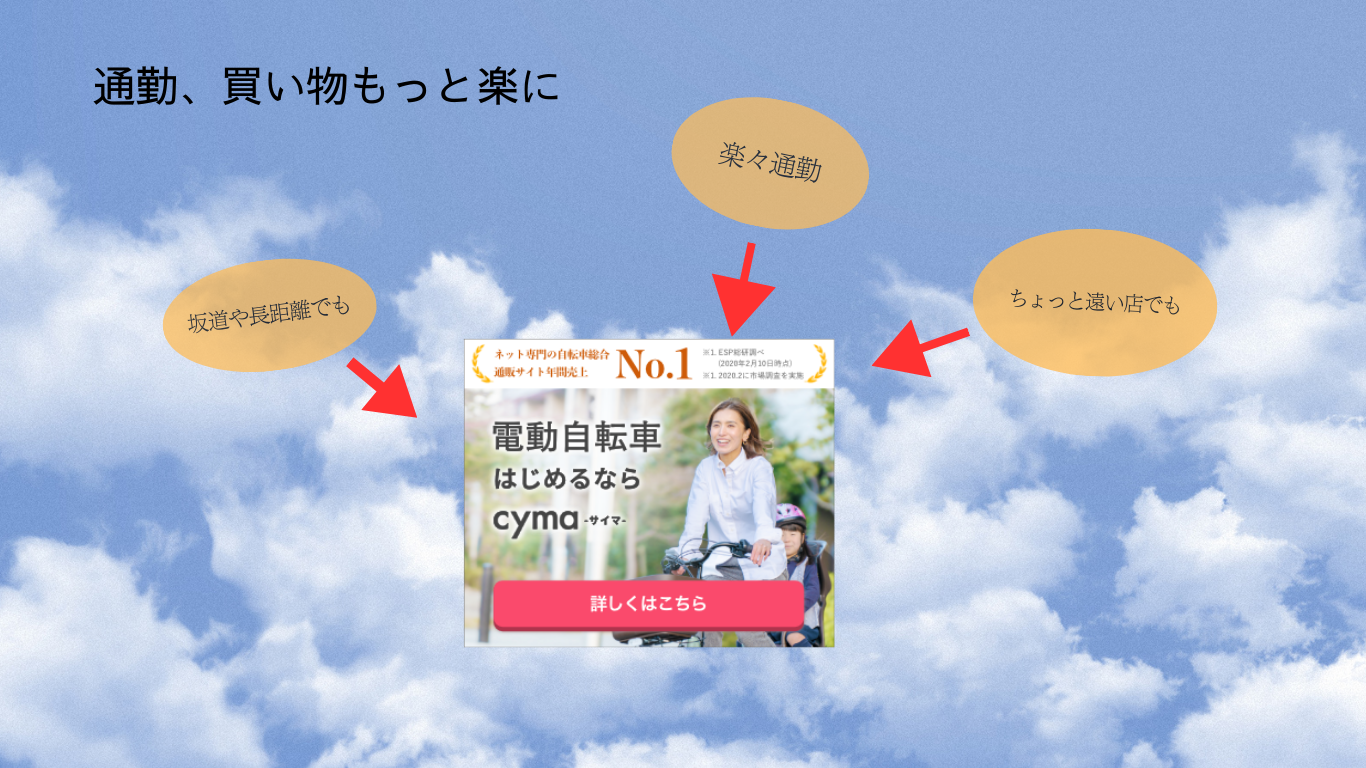 通勤、買い物もっと楽に
楽々通勤
坂道や長距離でも
ちょっと遠い店でも
ネット専門の自転車総合
通販サイト年間売上
No.1
※1. ESP総研調べ
(2020年2月10日時点)
※1. 2020.2に市場調査を実施
電動自転車
はじめるなら
cyma -サイマ-
詳しくはこちら